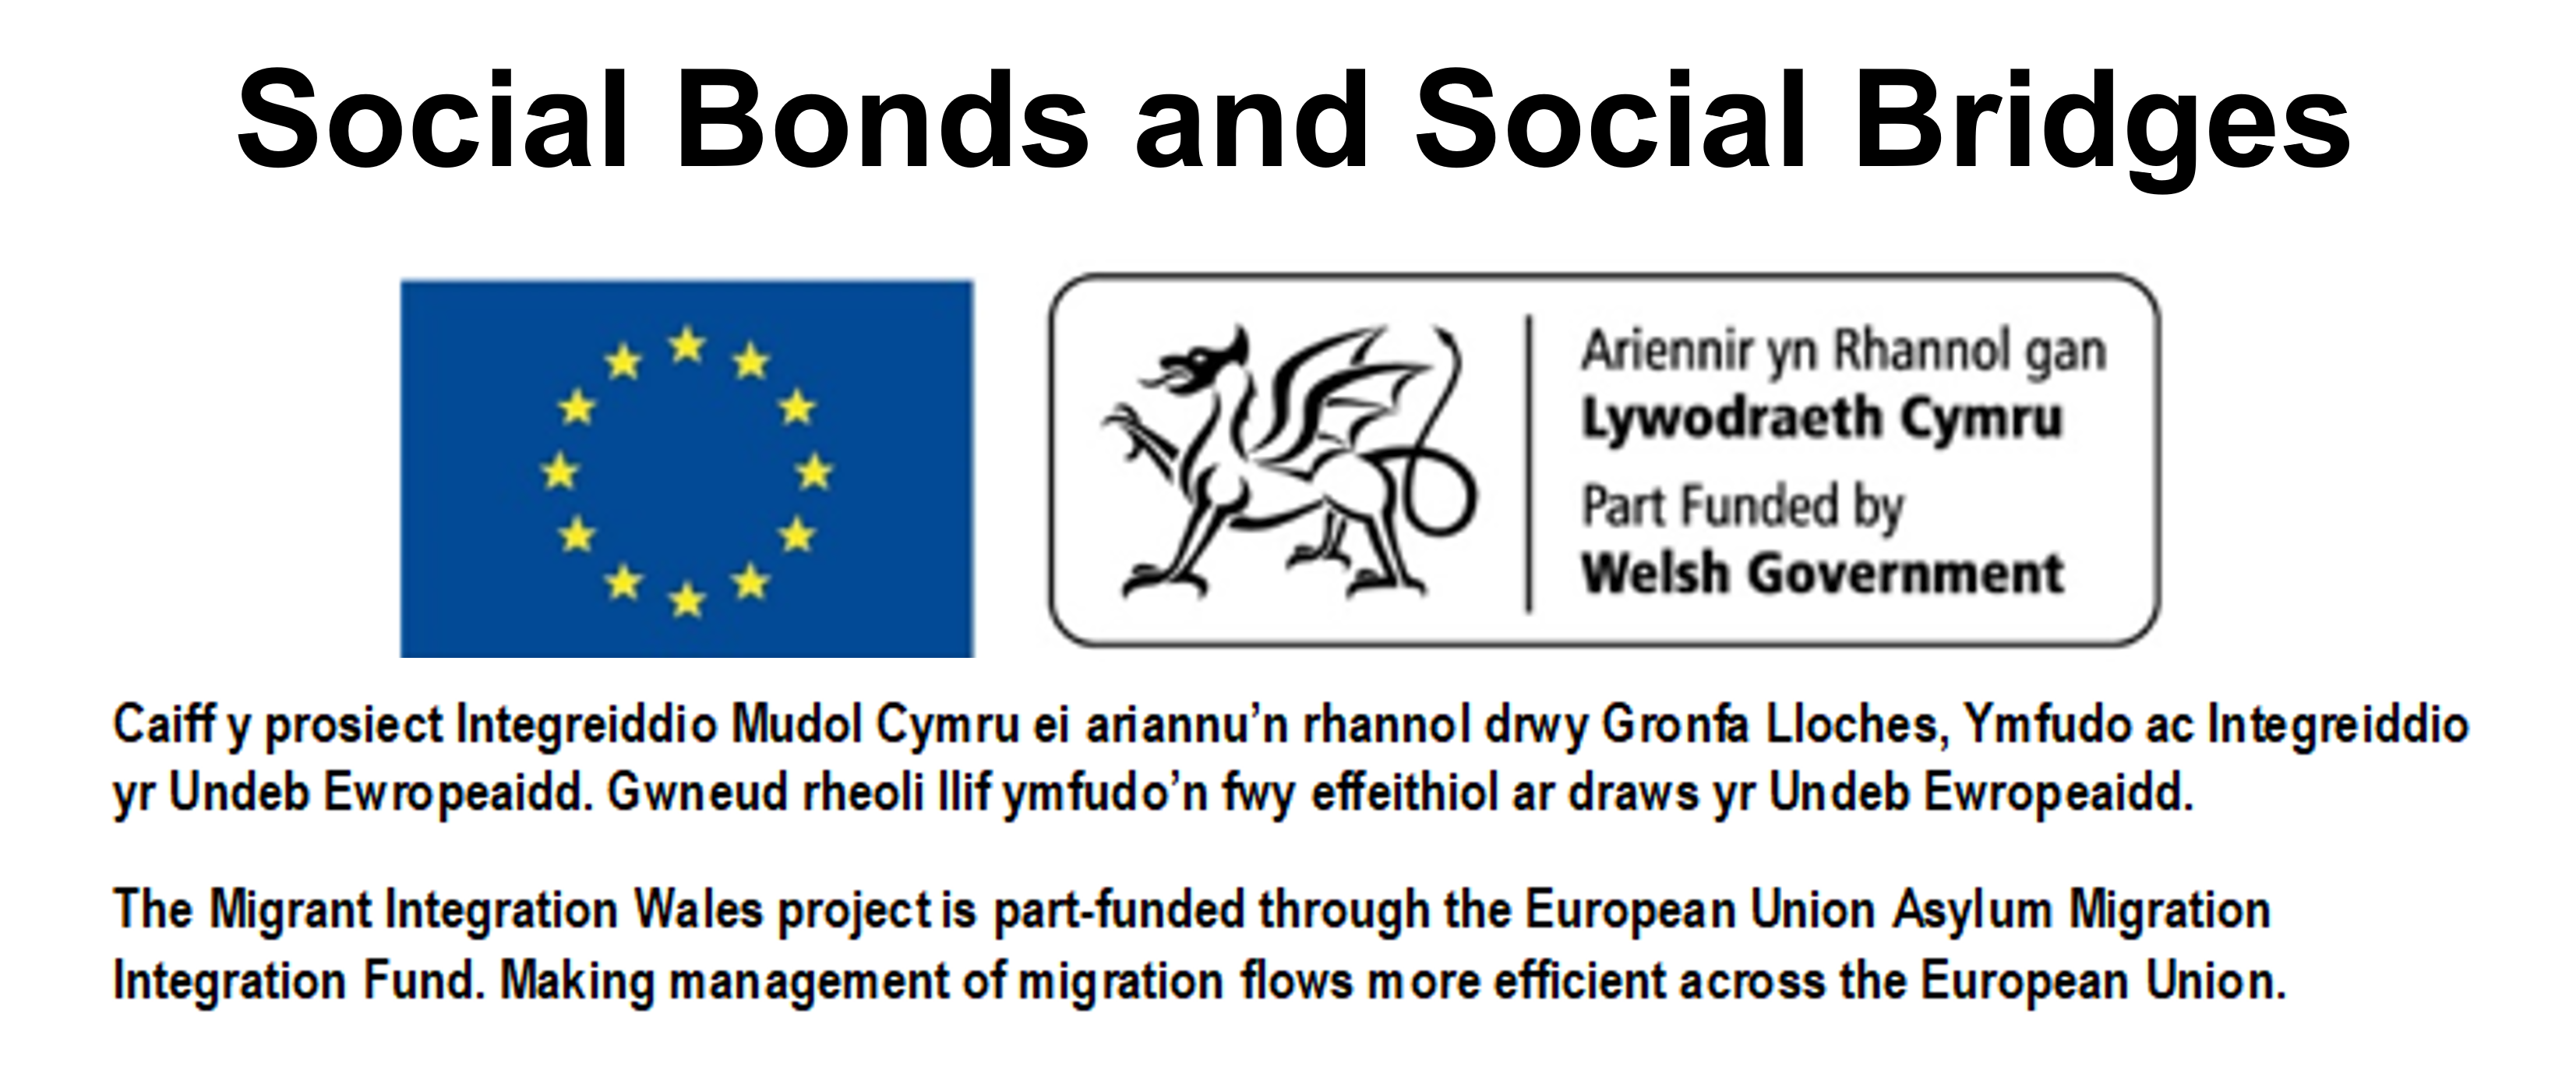 Social Bonds and Social Bridges
Ariennir yn Rhannol gan
Lywodraeth Cymru
Part Funded by
Welsh Government
Caiff y prosiect Integreiddio Mudol Cymru ei ariannu’n rhannol drwy Gronfa Lloches, Ymfudo ac Integreiddio
yr Undeb Ewropeaidd. Gwneud rheoli llif ymfudo’n fwy effeithiol ar draws yr Undeb Ewropeaidd.
The Migrant Integration Wales project is part-funded through the European Union Asylum Migration
Integration Fund. Making management of migration flows more efficient across the European Union.